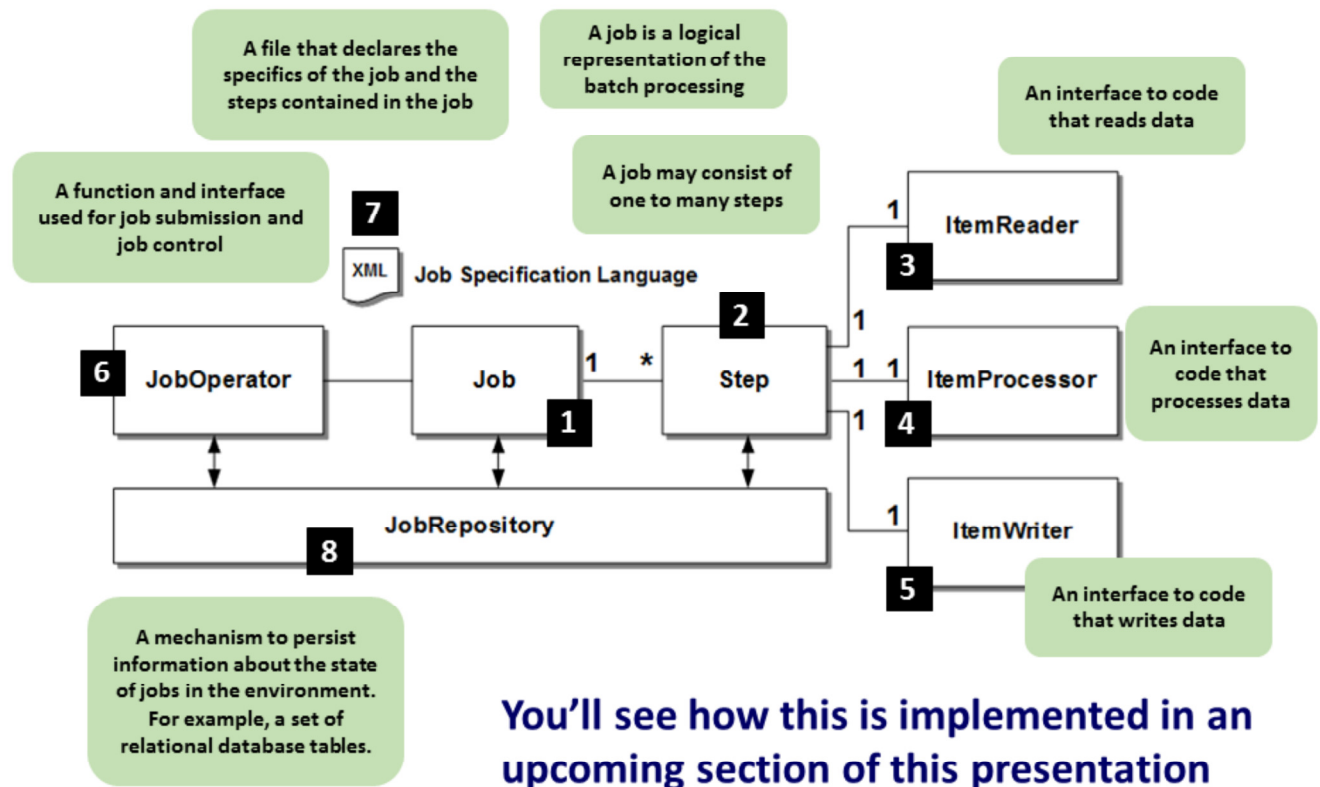 A file that declares the
specifics of the job and the
steps contained in the job
A job is a logical
representation of the
batch processing
An interface to code
that reads data
A function and interface
used for job submission and
job control
A job may consist of
one to many steps
7
XML
Job Specification Language
1
ItemReader
3
2
1
6
JobOperator
Job
1
1
*
Step
1
1
ItemProcessor
4
An interface to
code that
processes data
1
1
ItemWriter
5
An interface to code
that writes data
JobRepository
8
A mechanism to persist
information about the state
of jobs in the environment.
For example, a set of
relational database tables.
You'll see how this is implemented in an
upcoming section of this presentation